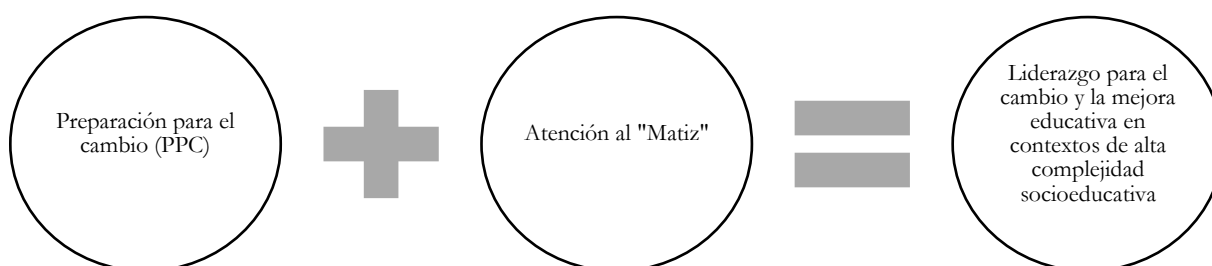 Preparación para el
cambio (PPC)
Atención al "Matiz"
Liderazgo para el
cambio y la mejora
educativa en
contextos de alta
complejidad
socioeducativa